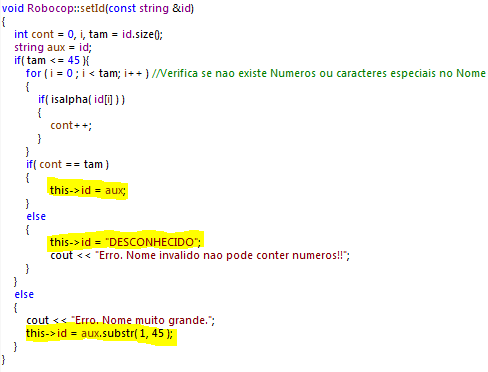 void Robocop::setId(const string &id)
{
int cont = 0, i, tam = id.size();
string aux = id;
if( tam <= 45 ){
for ( i = 0 ; i < tam; i++ ) //Verifica se nao existe Numeros ou caracteres especiais no Nome
{
if( isalpha( id[i] ) )
{
cont++;
}
}
if( cont == tam )
{
this->id = aux;
}
else
{
this->id = "DESCONHECIDO";
cout << "Erro. Nome invalido nao pode conter numeros!!";
}
}
else
{
cout << "Erro. Nome muito grande.";
this->id = aux.substr( 1, 45 );
}
}